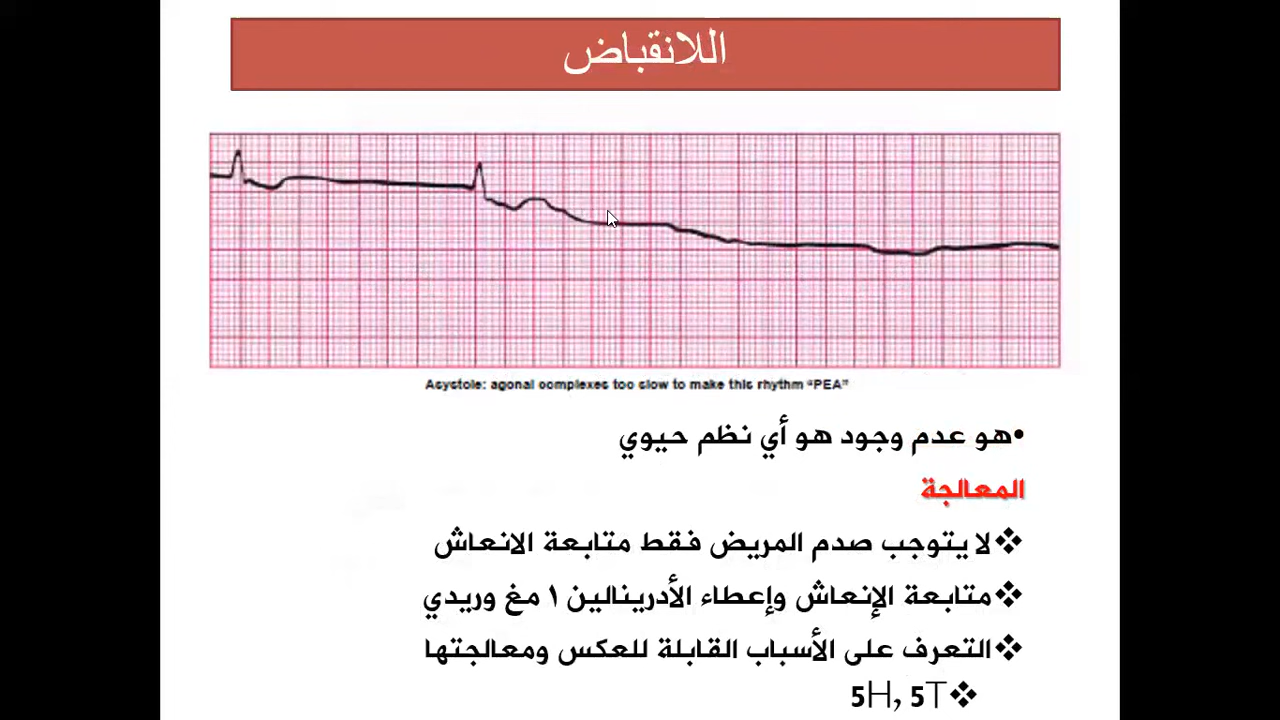 اللانقباض
Asystole: agonal complexes too slow to make this rhythm "PEA"
•هو عدم وجود هو أي نظم حيوي
المعالجة
❖لا يتوجب صدم المريض فقط متابعة الانعاش
❖متابعة الإنعاش وإعطاء الأدرينالين ١ مغ وريدي
❖التعرف على الأسباب القابلة للعكس ومعالجتها
❖5H, 5T